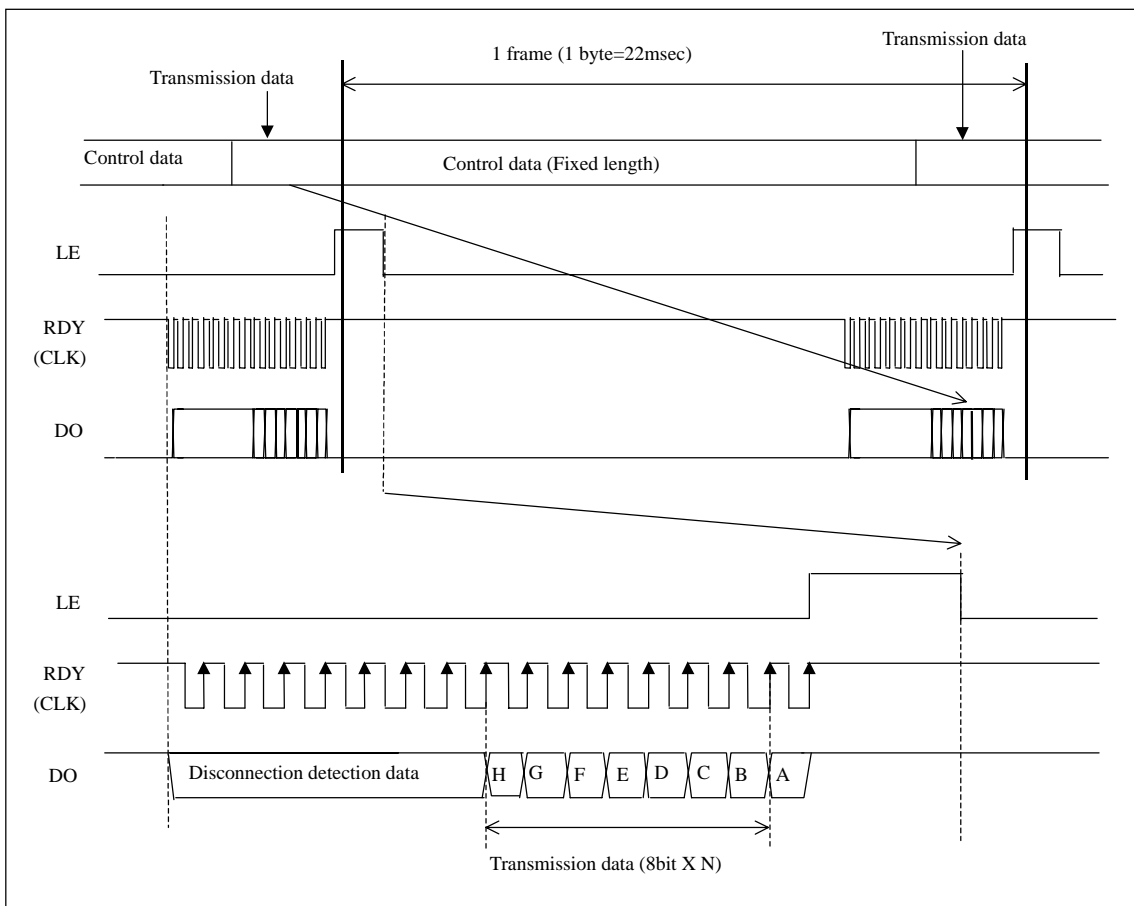 Transmission data
1 frame (1 byte=22msec)
Transmission data
Control data
Control data (Fixed length)
LE
RDY
(CLK)
DO
LE
RDY
(CLK)
DO
Disconnection detection data
H G F E D C B A
Transmission data (8bit X N)